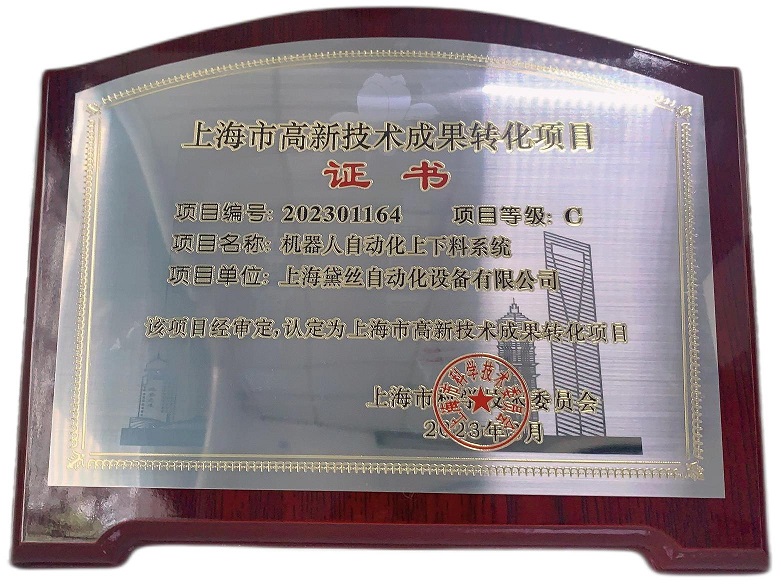 上海市高新技术成果转化项目
证书
项目编号: 202301164 项目等级: C
项目名称: 机器人自动化上下料系统
项目单位: 上海黛丝自动化设备有限公司
该项目经审定,认定为上海市高新技术成果转化项目
上海市科学技术委员会
2023年 月